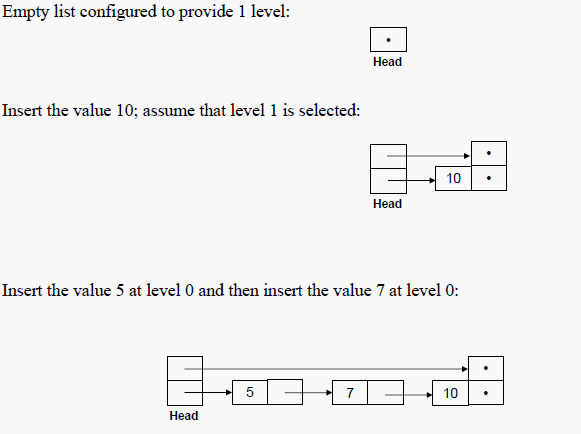 Empty list configured to provide 1 level:
Head
Insert the value 10; assume that level 1 is selected:
10
Head
Insert the value 5 at level 0 and then insert the value 7 at level 0:
5 7 10
Head